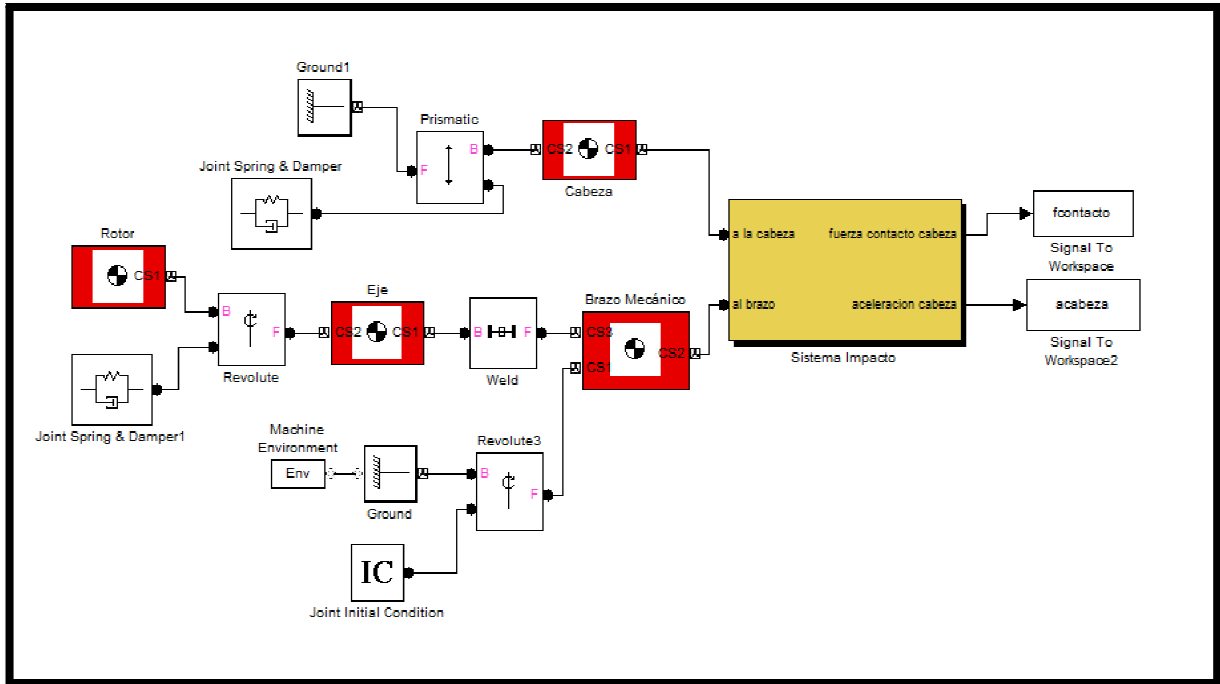 Ground1
Prismatic
B
F
Joint Spring & Damper
CS2 CS1
Cabeza
a la cabeza fuerza contacto cabeza
al brazo aceleracion cabeza
Sistema Impacto
fcontacto
Signal To
Workspace
acabeza
Signal To
Workspace2
Rotor
CS1
B
F
Revolute
Joint Spring & Damper1
Eje
CS2 CS1
B F
Weld
Brazo Mecánico
CS3
CS2
CS1
Machine
Environment
Env
Ground
Revolute3
B
F
IC
Joint Initial Condition